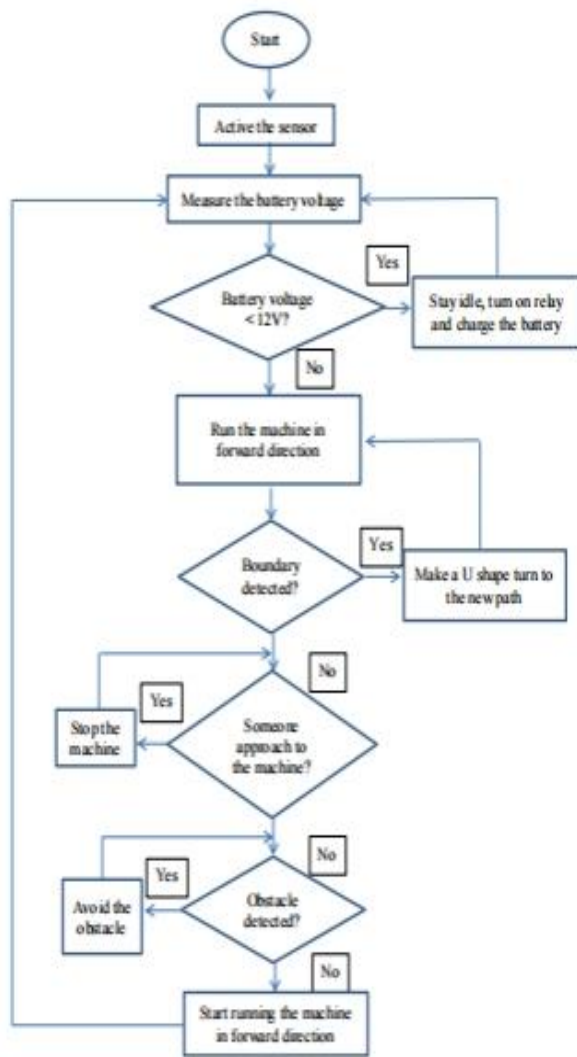 Start
Active the sensor
Measure the battery voltage
Yes
Battery voltage
< 12V?
Stay idle, turn on relay
and charge the battery
No
Run the machine in
forward direction
Yes
Boundary
detected?
Make a U shape turn to
the new path
No
Yes
Stop the
machine
Someone
approach to
the machine?
No
Yes
Avoid the
obstacle
Obstacle
detected?
No
Start running the machine
in forward direction